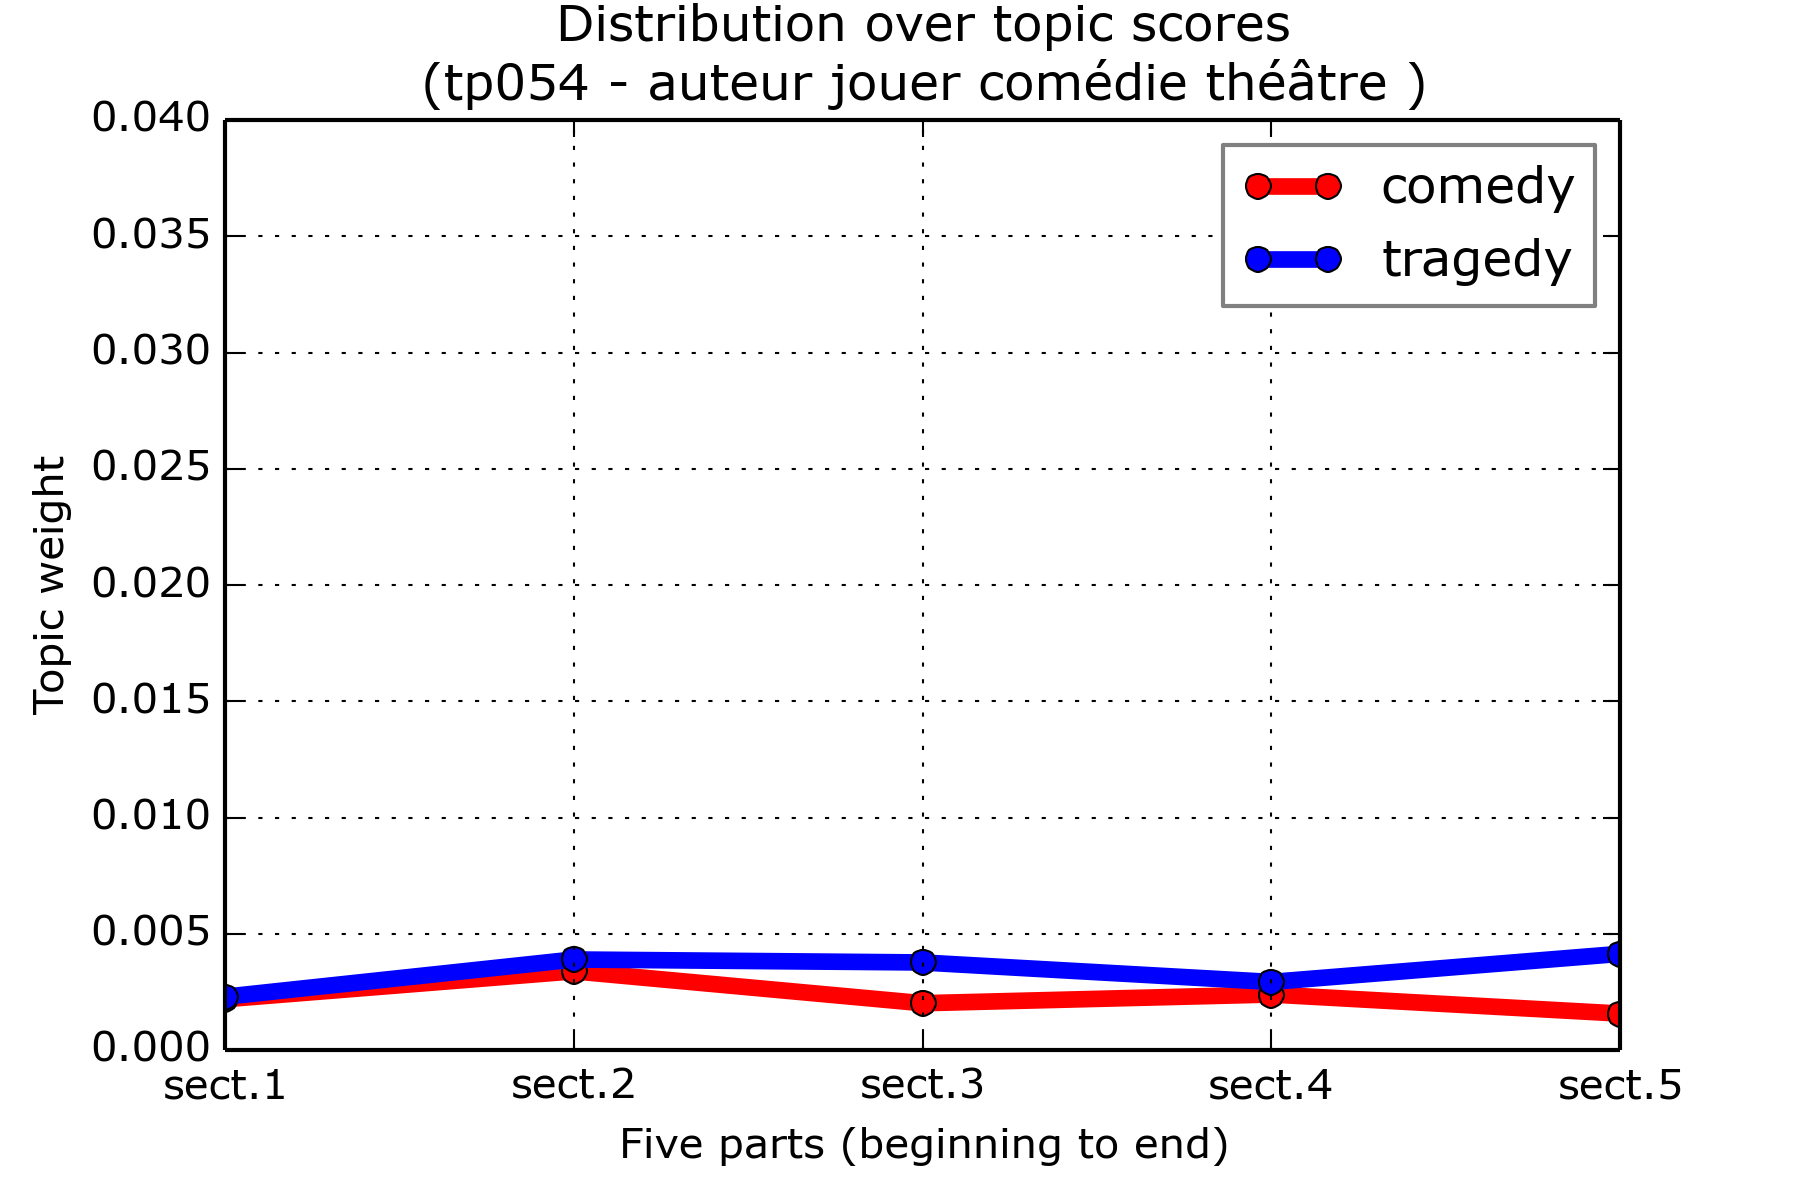 Distribution over topic scores
(tp054 - auteur jouer comédie théâtre )
comedy
tragedy
Topic weight
0.040
0.035
0.030
0.025
0.020
0.015
0.010
0.005
0.000
sect.1 sect.2 sect.3 sect.4 sect.5
Five parts (beginning to end)